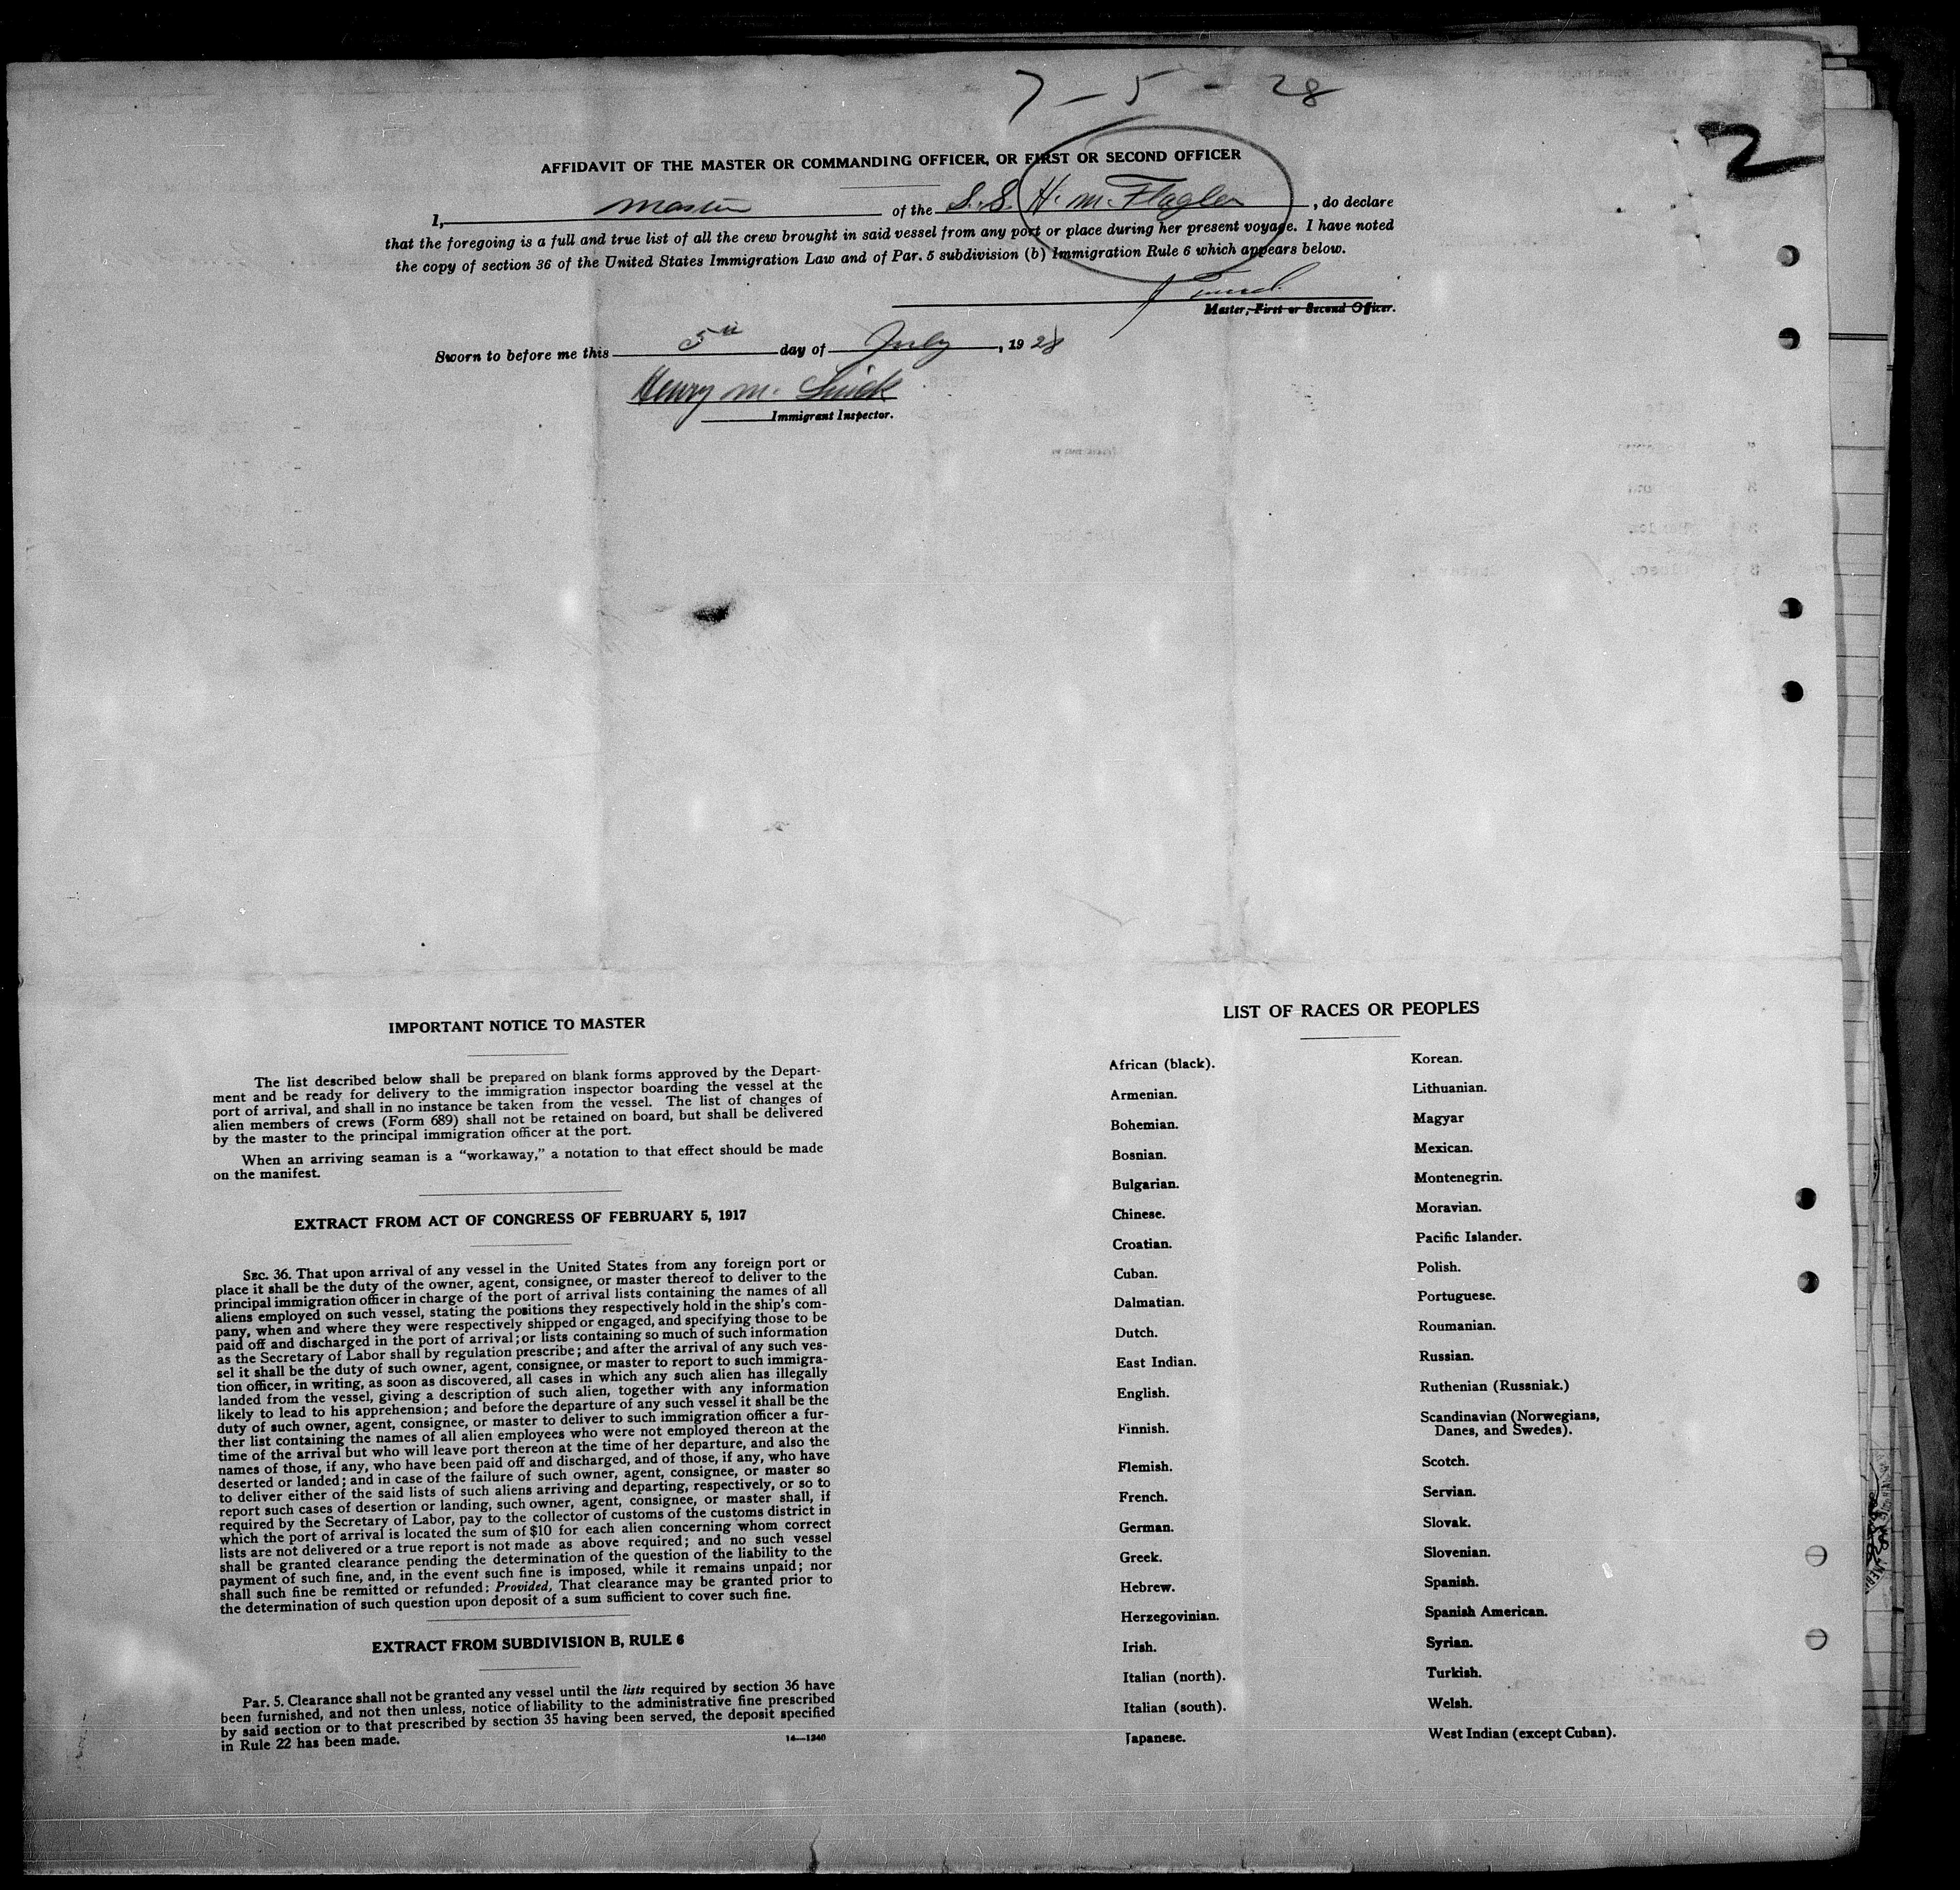 7-5-28
2
AFFIDAVIT OF THE MASTER OR COMMANDING OFFICER, OR FIRST OR SECOND OFFICER
I, Master of the S.S. H. M. Flagler, do declare
that the foregoing is a full and true list of all the crew brought in said vessel from any port or place during her present voyage. I have noted
the copy of section 36 of the United States Immigration Law and of Par. 5 subdivision (b) Immigration Rule 6 which appears below.
Master, First or Second Officer.
Sworn to before me this 5th day of July, 1928
Henry M.
Immigrant Inspector.
IMPORTANT NOTICE TO MASTER
The list described below shall be prepared on blank forms approved by the Depart-
ment and be ready for delivery to the immigration inspector boarding the vessel at the
port of arrival, and shall in no instance be taken from the vessel. The list of changes of
alien members of crews (Form 689) shall not be retained on board, but shall be delivered
by the master to the principal immigration officer at the port.
When an arriving seaman is a "workaway," a notation to that effect should be made
on the manifest.
EXTRACT FROM ACT OF CONGRESS OF FEBRUARY 5, 1917
SEC. 36. That upon arrival of any vessel in the United States from any foreign port or
place it shall be the duty of the owner, agent, consignee, or master thereof to deliver to the
principal immigration officer in charge of the port of arrival lists containing the names of all
aliens employed on such vessel, stating the positions they respectively hold in the ship's com-
pany, when and where they were respectively shipped or engaged, and specifying those to be
paid off and discharged in the port of arrival; or lists containing so much of such information
as the Secretary of Labor shall by regulation prescribe; and after the arrival of any such ves-
sel it shall be the duty of such owner, agent, consignee, or master to report to such immigra-
tion officer, in writing, as soon as discovered, all cases in which any such alien has illegally
landed from the vessel, giving a description of such alien, together with any information
likely to lead to his apprehension; and before the departure of any such vessel it shall be the
duty of such owner, agent, consignee, or master to deliver to such immigration officer a fur-
ther list containing the names of all alien employees who were not employed thereon at the
time of the arrival but who will leave port thereon at the time of her departure, and also the
names of those, if any, who have been paid off and discharged, and of those, if any, who have
deserted or landed; and in case of the failure of such owner, agent, consignee, or master so
to deliver either of the said lists of such aliens arriving and departing, respectively, or so to
report such cases of desertion or landing, such owner, agent, consignee, or master shall, if
required by the Secretary of Labor, pay to the collector of customs of the customs district in
which the port of arrival is located the sum of $10 for each alien concerning whom correct
lists are not delivered or a true report is not made as above required; and no such vessel
shall be granted clearance pending the determination of the question of the liability to the
payment of such fine, and, in the event such fine is imposed, while it remains unpaid; nor
shall such fine be remitted or refunded: Provided, That clearance may be granted prior to
the determination of such question upon deposit of a sum sufficient to cover such fine.
EXTRACT FROM SUBDIVISION B, RULE 6
Par. 5. Clearance shall not be granted any vessel until the lists required by section 36 have
been furnished, and not then unless, notice of liability to the administrative fine prescribed
by said section or to that prescribed by section 35 having been served, the deposit specified
in Rule 22 has been made.
14—1240
LIST OF RACES OR PEOPLES
African (black).
Armenian.
Bohemian.
Bosnian.
Bulgarian.
Chinese.
Croatian.
Cuban.
Dalmatian.
Dutch.
East Indian.
English.
Finnish.
Flemish.
French.
German.
Greek.
Hebrew.
Herzegovinian.
Irish.
Italian (north).
Italian (south).
Japanese.
Korean.
Lithuanian.
Magyar
Mexican.
Montenegrin.
Moravian.
Pacific Islander.
Polish.
Portuguese.
Roumanian.
Russian.
Ruthenian (Russniak.)
Scandinavian (Norwegians,
Danes, and Swedes).
Scotch.
Servian.
Slovak.
Slovenian.
Spanish.
Spanish American.
Syrian.
Turkish.
Welsh.
West Indian (except Cuban).